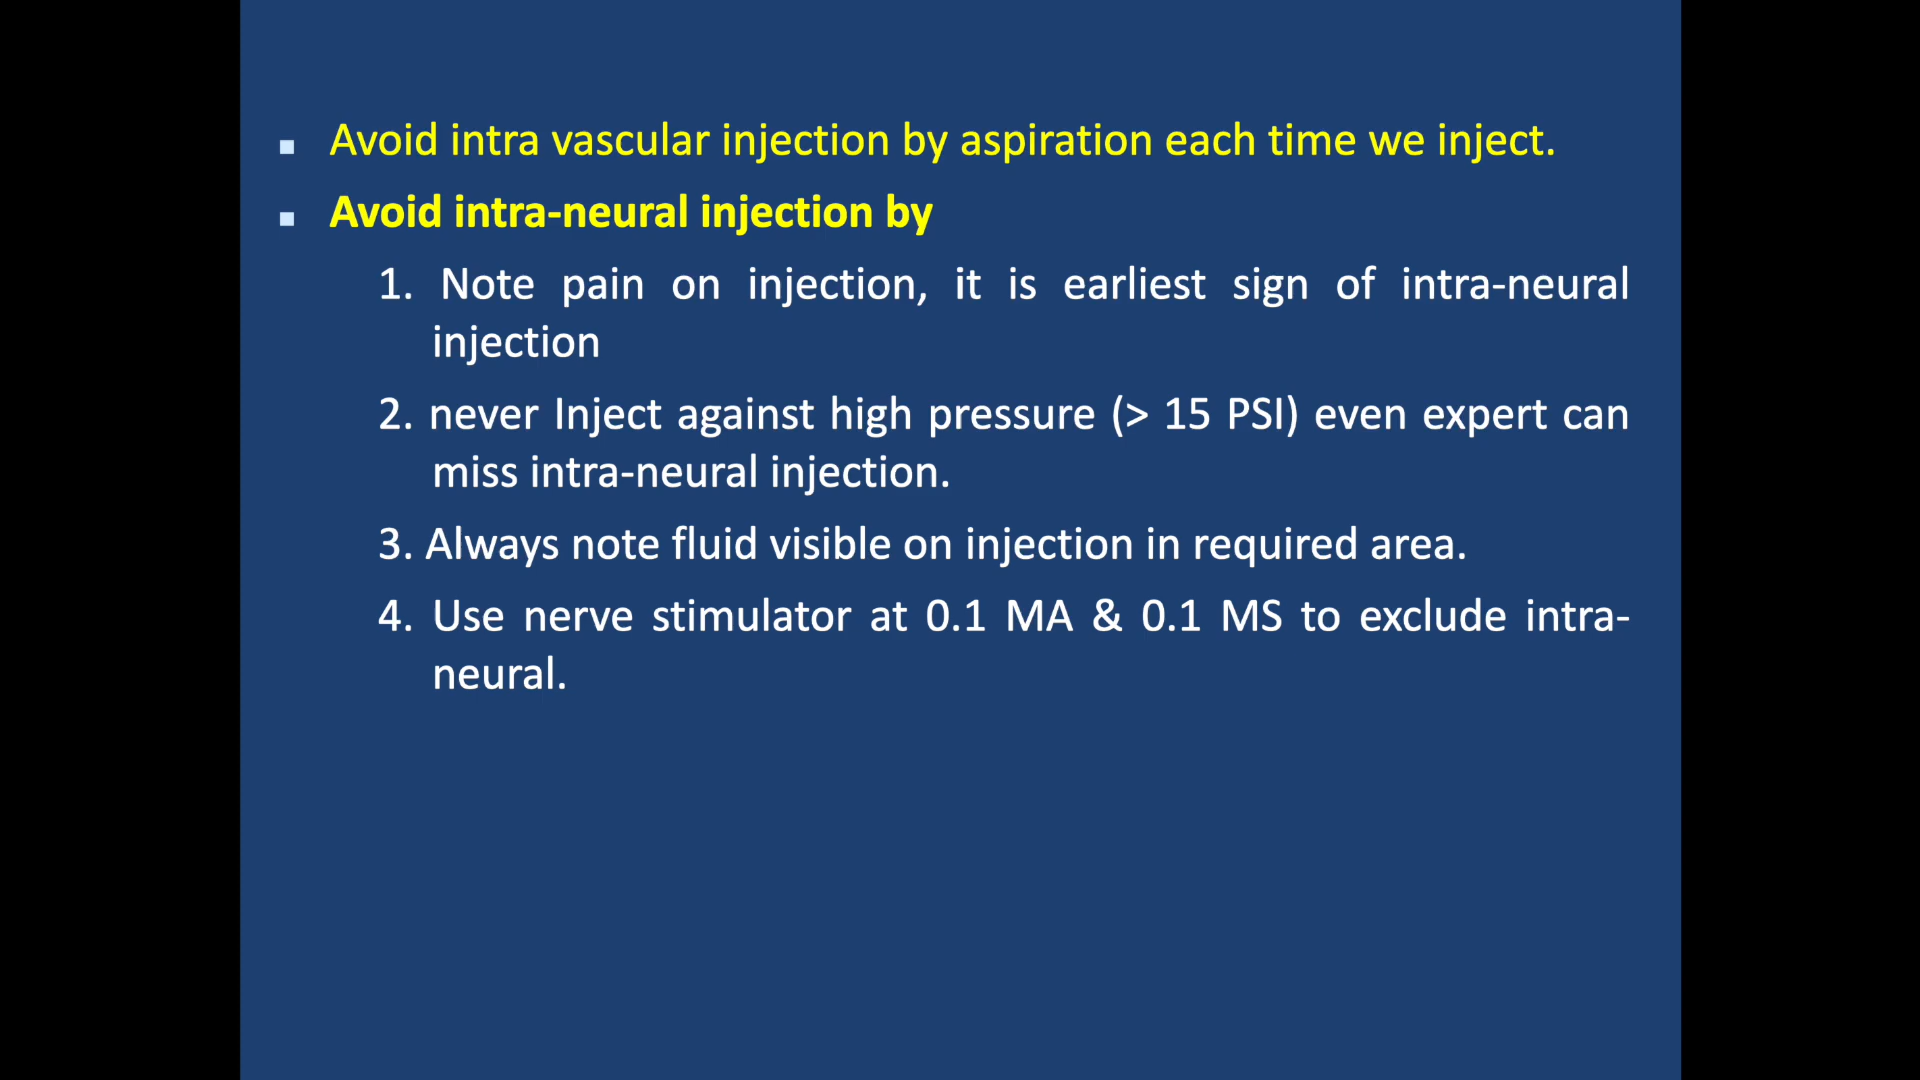 Avoid intra vascular injection by aspiration each time we inject.
Avoid intra-neural injection by
1. Note pain on injection, it is earliest sign of intra-neural
injection
2. never Inject against high pressure (> 15 PSI) even expert can
miss intra-neural injection.
3. Always note fluid visible on injection in required area.
4. Use nerve stimulator at 0.1 MA & 0.1 MS to exclude intra-
neural.